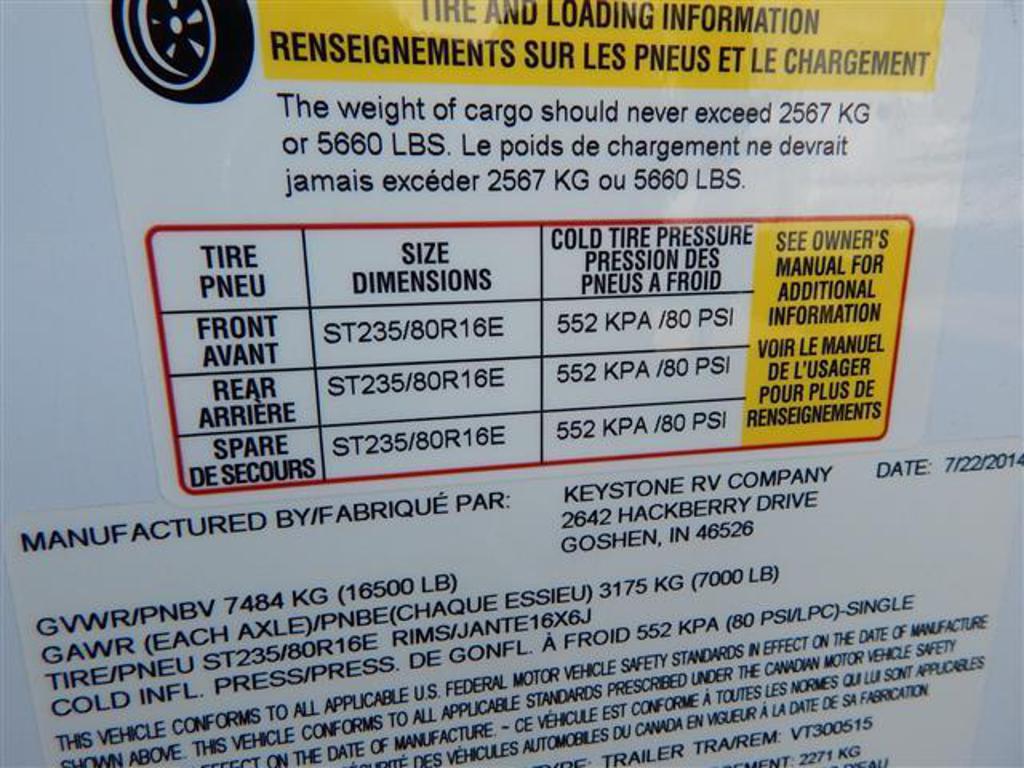 TIRE AND LOADING INFORMATION
RENSEIGNEMENTS SUR LES PNEUS ET LE CHARGEMENT
The weight of cargo should never exceed 2567 KG
or 5660 LBS. Le poids de chargement ne devrait
jamais excéder 2567 KG ou 5660 LBS.
TIRE
PNEU
SIZE
DIMENSIONS
COLD TIRE PRESSURE
PRESSION DES
PNEUS A FROID
SEE OWNER'S
MANUAL FOR
ADDITIONAL
INFORMATION
VOIR LE MANUEL
DE L'USAGER
POUR PLUS DE
RENSEIGNEMENTS
FRONT
AVANT
ST235/80R16E
552 KPA /80 PSI
REAR
ARRIÈRE
ST235/80R16E
552 KPA /80 PSI
SPARE
DE SECOURS
ST235/80R16E
552 KPA /80 PSI
MANUFACTURED BY/FABRIQUÉ PAR:
KEYSTONE RV COMPANY
2642 HACKBERRY DRIVE
GOSHEN, IN 46526
DATE: 7/22/2014
GVWR/PNBV 7484 KG (16500 LB)
GAWR (EACH AXLE)/PNBE(CHAQUE ESSIEU) 3175 KG (7000 LB)
TIRE/PNEU ST235/80R16E RIMS/JANTE16X6J
COLD INFL. PRESS/PRESS. DE GONFL. À FROID 552 KPA (80 PSI/LPC)-SINGLE
THIS VEHICLE CONFORMS TO ALL APPLICABLE U.S. FEDERAL MOTOR VEHICLE SAFETY STANDARDS IN EFFECT ON THE DATE OF MANUFACTURE
SHOWN ABOVE. THIS VEHICLE CONFORMS TO ALL APPLICABLE STANDARDS PRESCRIBED UNDER THE CANADIAN MOTOR VEHICLE SAFETY
EFFECT ON THE DATE OF MANUFACTURE. - CE VÉHICULE EST CONFORME À TOUTES LES NORMES QUI LUI SONT APPLICABLES
DES VÉHICULES AUTOMOBILES DU CANADA EN VIGUEUR À LA DATE DE SA FABRICATION.
TRAILER TRA/REM: VT300515
2271 KG